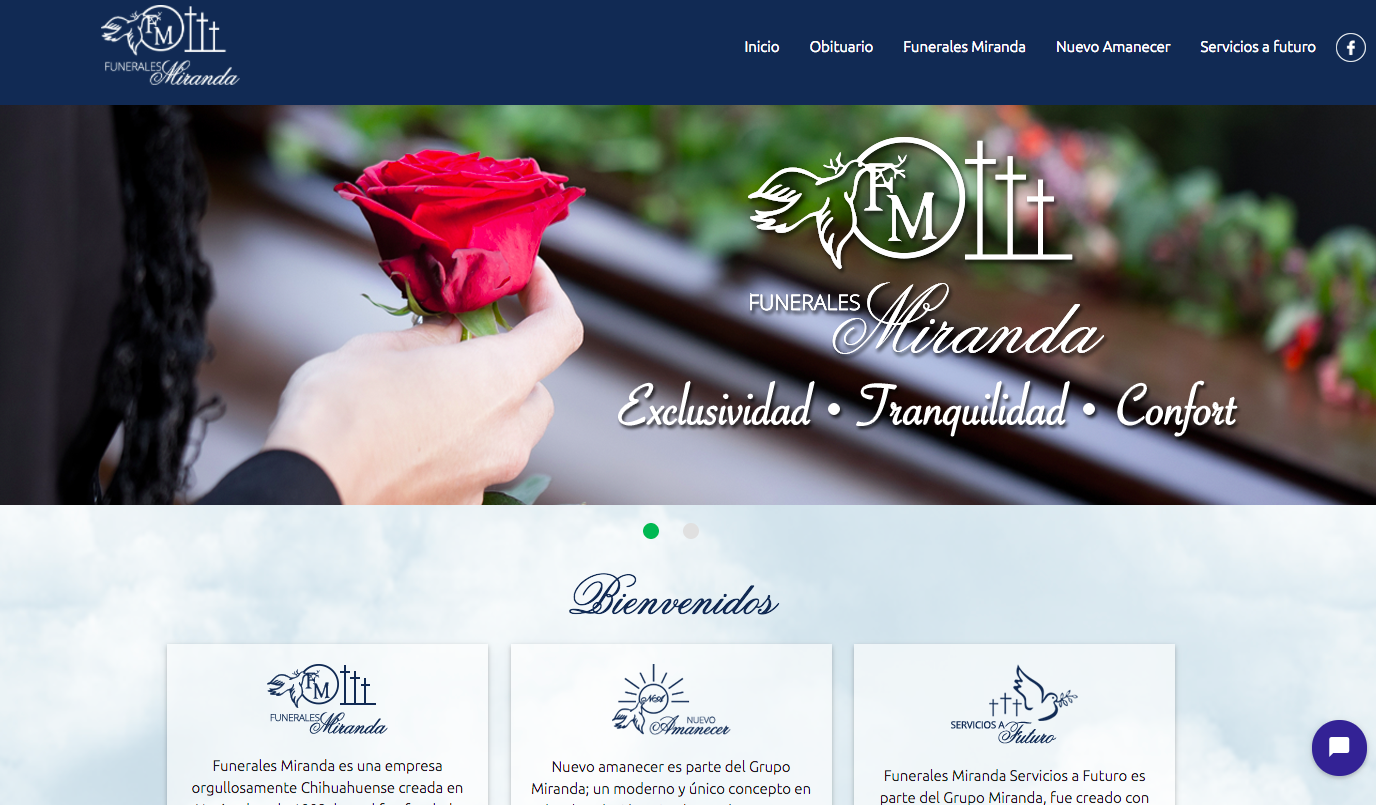 FM
FUNERALES Miranda
Inicio Obituario Funerales Miranda Nuevo Amanecer Servicios a futuro f
FM
FUNERALES Miranda
Exclusividad • Tranquilidad • Confort
Bienvenidos
FM
FUNERALES Miranda
Funerales Miranda es una empresa
orgullosamente Chihuahuense creada en
NA
NUEVO
Amanecer
Nuevo amanecer es parte del Grupo
Miranda; un moderno y único concepto en
SERVICIOS A
Futuro
Funerales Miranda Servicios a Futuro es
parte del Grupo Miranda, fue creado con